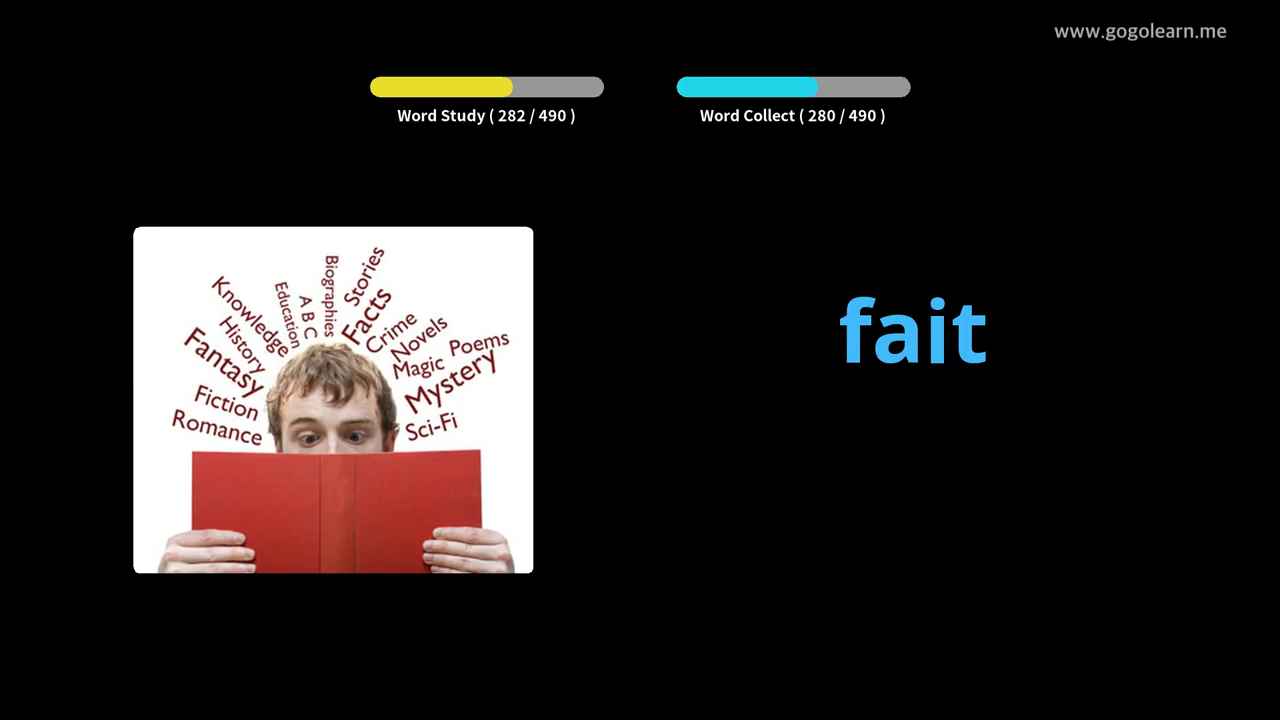 www.gogolearn.me
Word Study ( 282 / 490 )
Word Collect ( 280 / 490 )
fait
Biographies
Stories
Facts
A B C
Education
Knowledge
History
Fantasy
Fiction
Romance
Crime
Novels
Poems
Magic
Mystery
Sci-Fi